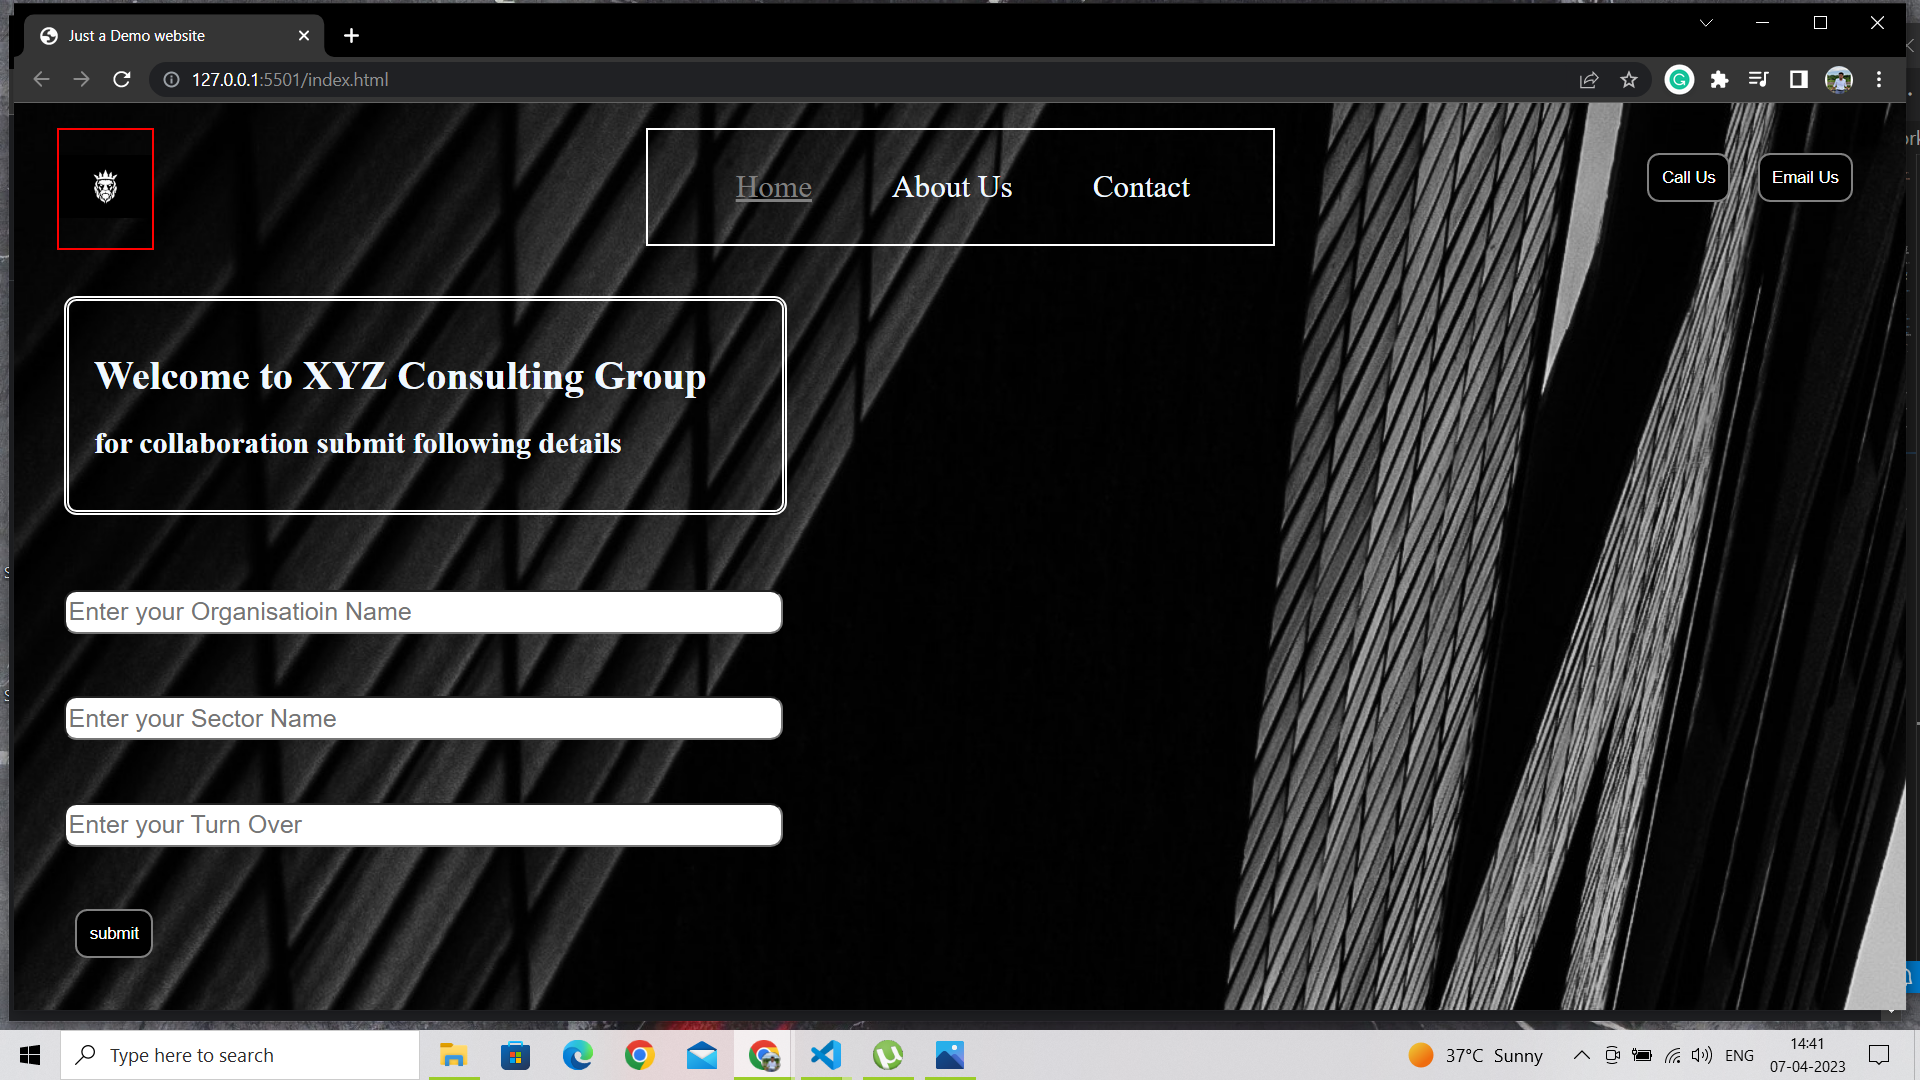 Just a Demo website
127.0.0.1:5501/index.html
Home About Us Contact
Call Us Email Us
Welcome to XYZ Consulting Group
for collaboration submit following details
Enter your Organisatioin Name
Enter your Sector Name
Enter your Turn Over
submit
Type here to search
37°C Sunny
ENG
14:41
07-04-2023